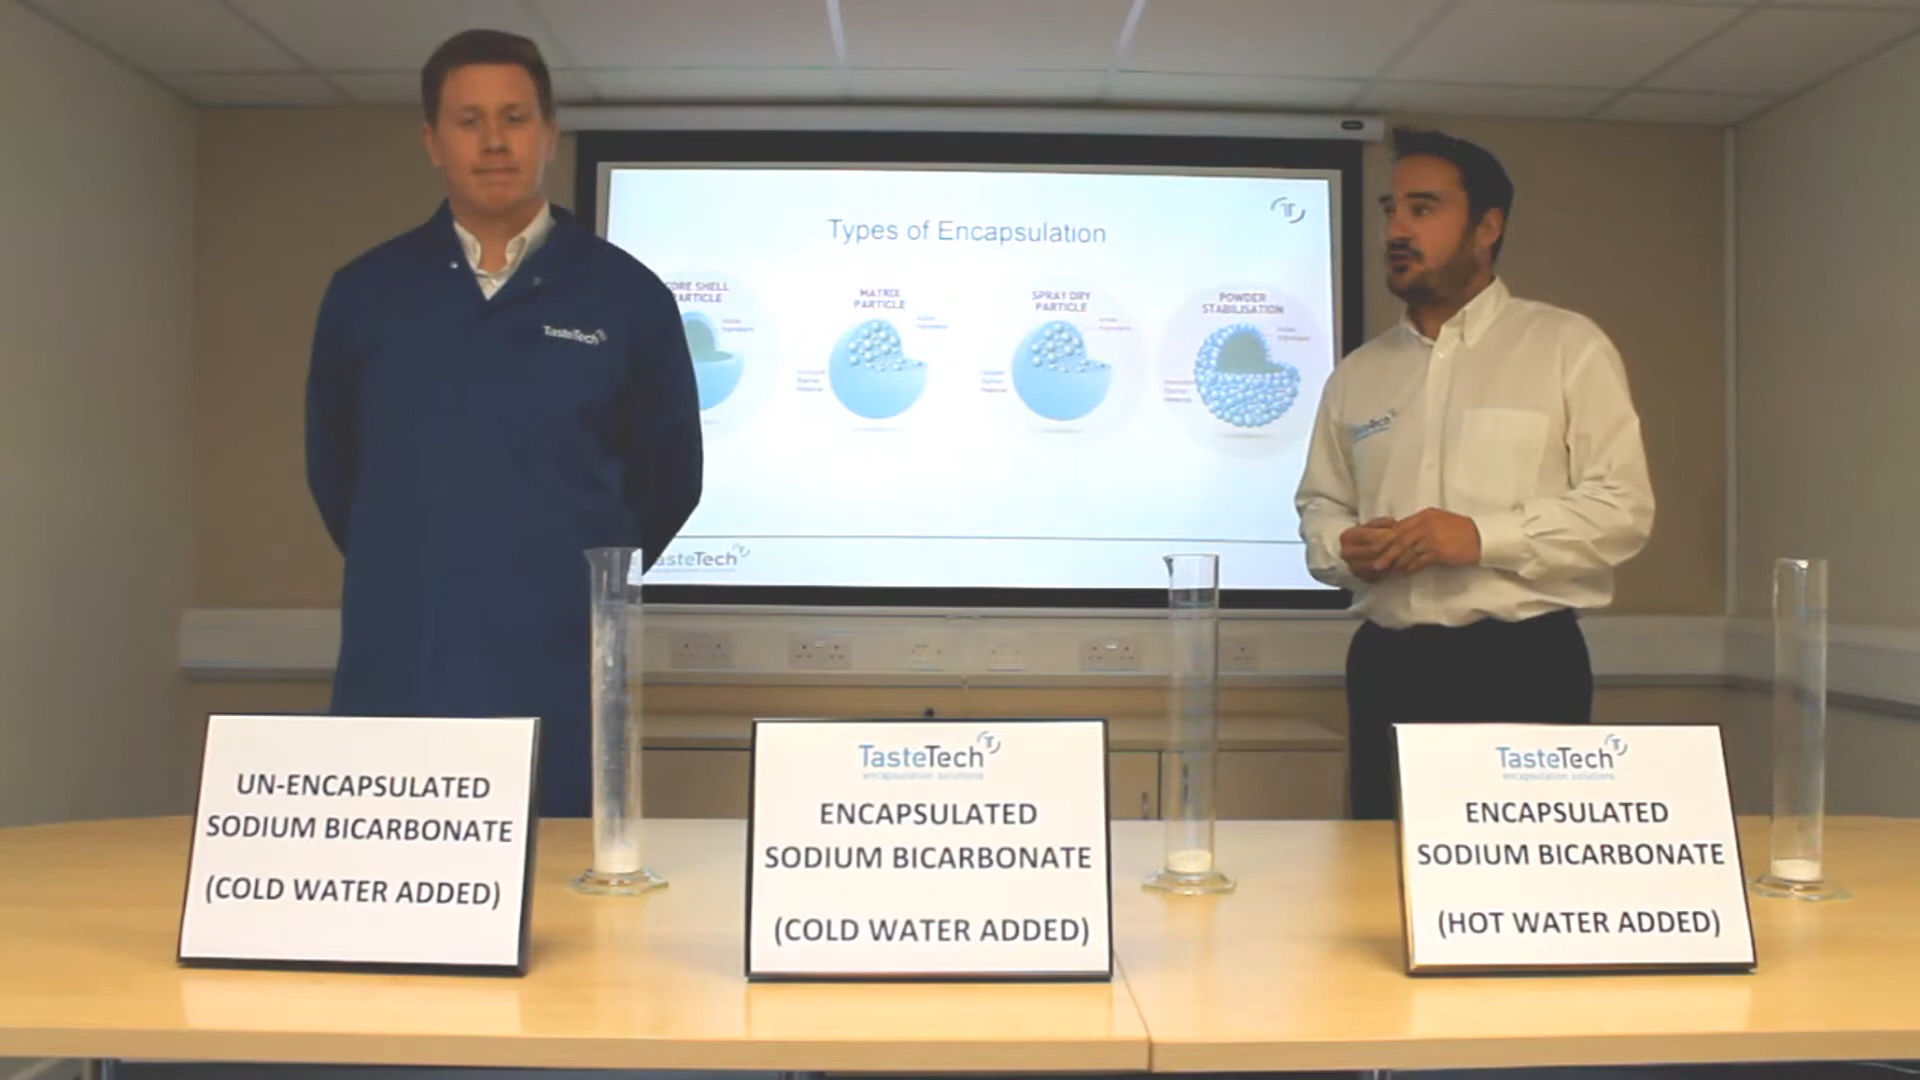 Types of Encapsulation
CORE SHELL
PARTICLE
MATRIX
PARTICLE
SPRAY DRY
PARTICLE
POWDER
STABILISATION
TasteTech
TasteTech
TasteTech
UN-ENCAPSULATED
SODIUM BICARBONATE
(COLD WATER ADDED)
TasteTech
encapsulation solutions
ENCAPSULATED
SODIUM BICARBONATE
(COLD WATER ADDED)
TasteTech
encapsulation solutions
ENCAPSULATED
SODIUM BICARBONATE
(HOT WATER ADDED)